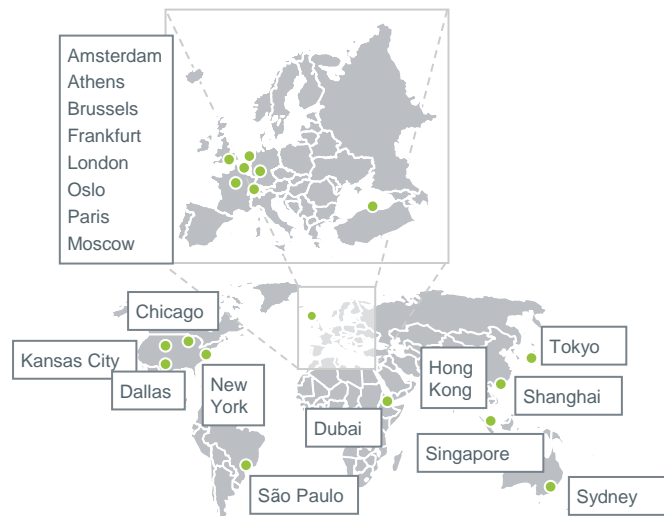 Amsterdam
Athens
Brussels
Frankfurt
London
Oslo
Paris
Moscow
Chicago
Kansas City
Dallas
New
York
Dubai
São Paulo
Hong
Kong
Tokyo
Shanghai
Singapore
Sydney